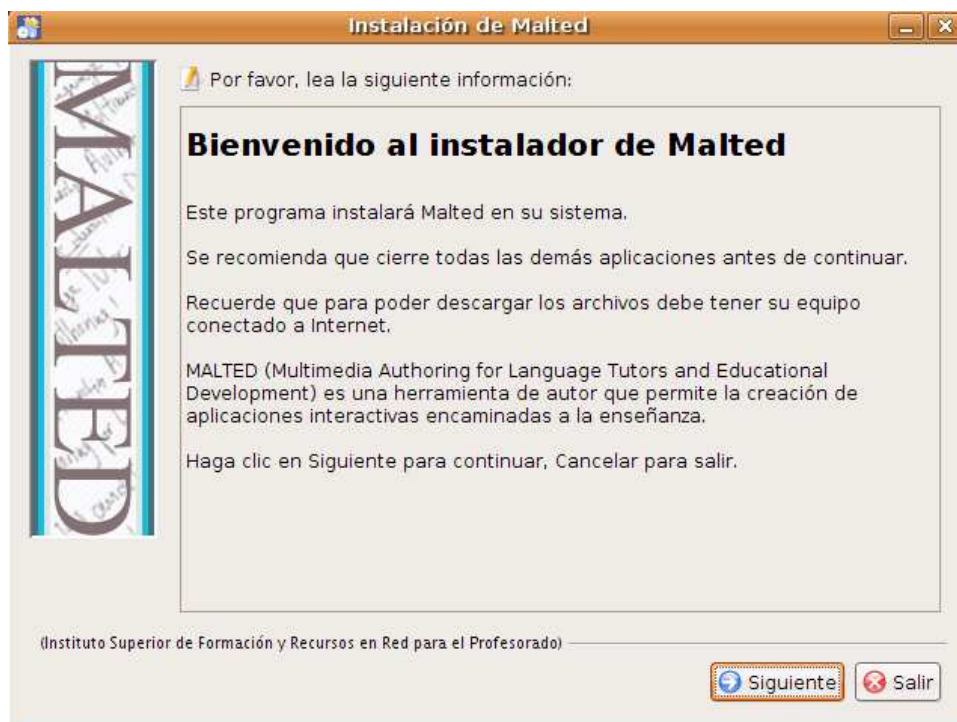 Instalación de Malted
MALTED
Por favor, lea la siguiente información:
Bienvenido al instalador de Malted
Este programa instalará Malted en su sistema.
Se recomienda que cierre todas las demás aplicaciones antes de continuar.
Recuerde que para poder descargar los archivos debe tener su equipo
conectado a Internet.
MALTED (Multimedia Authoring for Language Tutors and Educational
Development) es una herramienta de autor que permite la creación de
aplicaciones interactivas encaminadas a la enseñanza.
Haga clic en Siguiente para continuar, Cancelar para salir.
(Instituto Superior de Formación y Recursos en Red para el Profesorado)
Siguiente
Salir